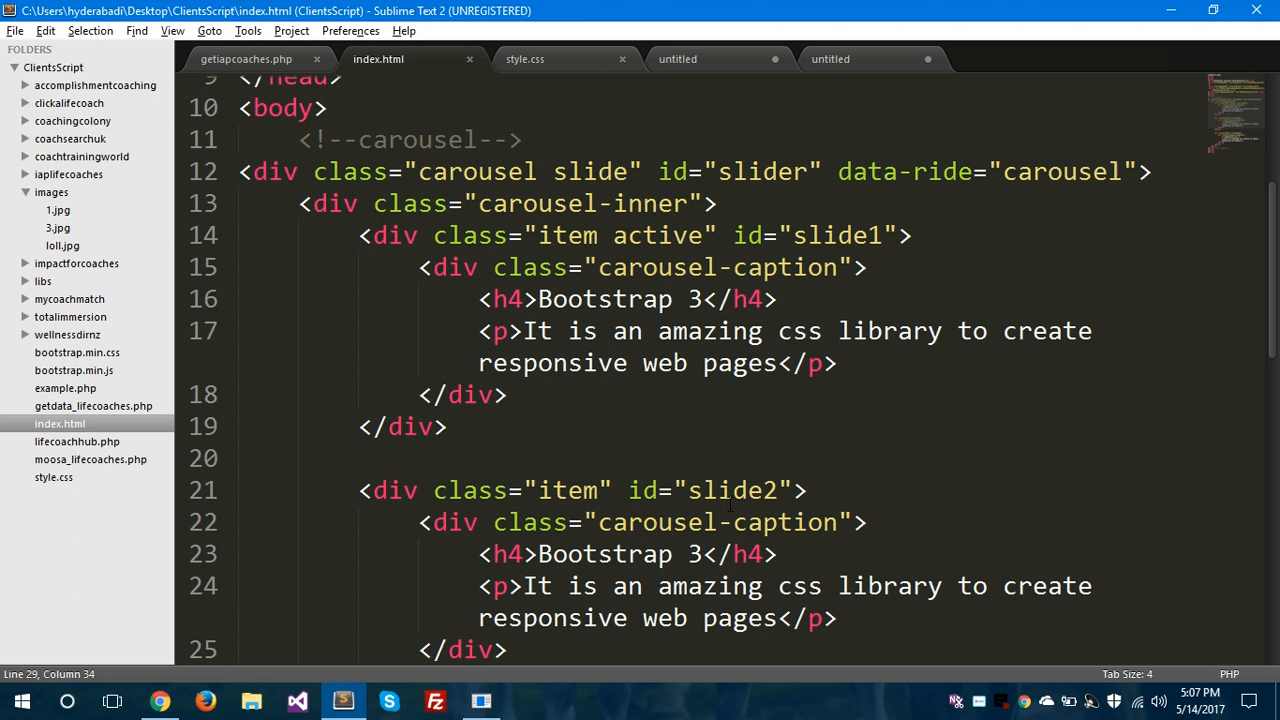 C:\Users\hyderabadi\Desktop\ClientsScript\index.html (ClientsScript) - Sublime Text 2 (UNREGISTERED)
File Edit Selection Find View Goto Tools Project Preferences Help
FOLDERS
ClientsScript
accomplishmentcoaching
clickalifecoach
coachingcolony
coachsearchuk
coachtrainingworld
iaplifecoaches
images
1.jpg
3.jpg
loll.jpg
impactforcoaches
libs
mycoachmatch
totalimmersion
wellnessdirnz
bootstrap.min.css
bootstrap.min.js
example.php
getdata_lifecoaches.php
index.html
lifecoachhub.php
moosa_lifecoaches.php
style.css
getiapcoaches.php index.html style.css untitled untitled
9 </head>
10 <body>
11 <!--carousel-->
12 <div class="carousel slide" id="slider" data-ride="carousel">
13 <div class="carousel-inner">
14 <div class="item active" id="slide1">
15 <div class="carousel-caption">
16 <h4>Bootstrap 3</h4>
17 <p>It is an amazing css library to create
responsive web pages</p>
18 </div>
19 </div>
20
21 <div class="item" id="slide2">
22 <div class="carousel-caption">
23 <h4>Bootstrap 3</h4>
24 <p>It is an amazing css library to create
responsive web pages</p>
25 </div>
Line 29, Column 34 Tab Size: 4 PHP
5:07 PM
5/14/2017